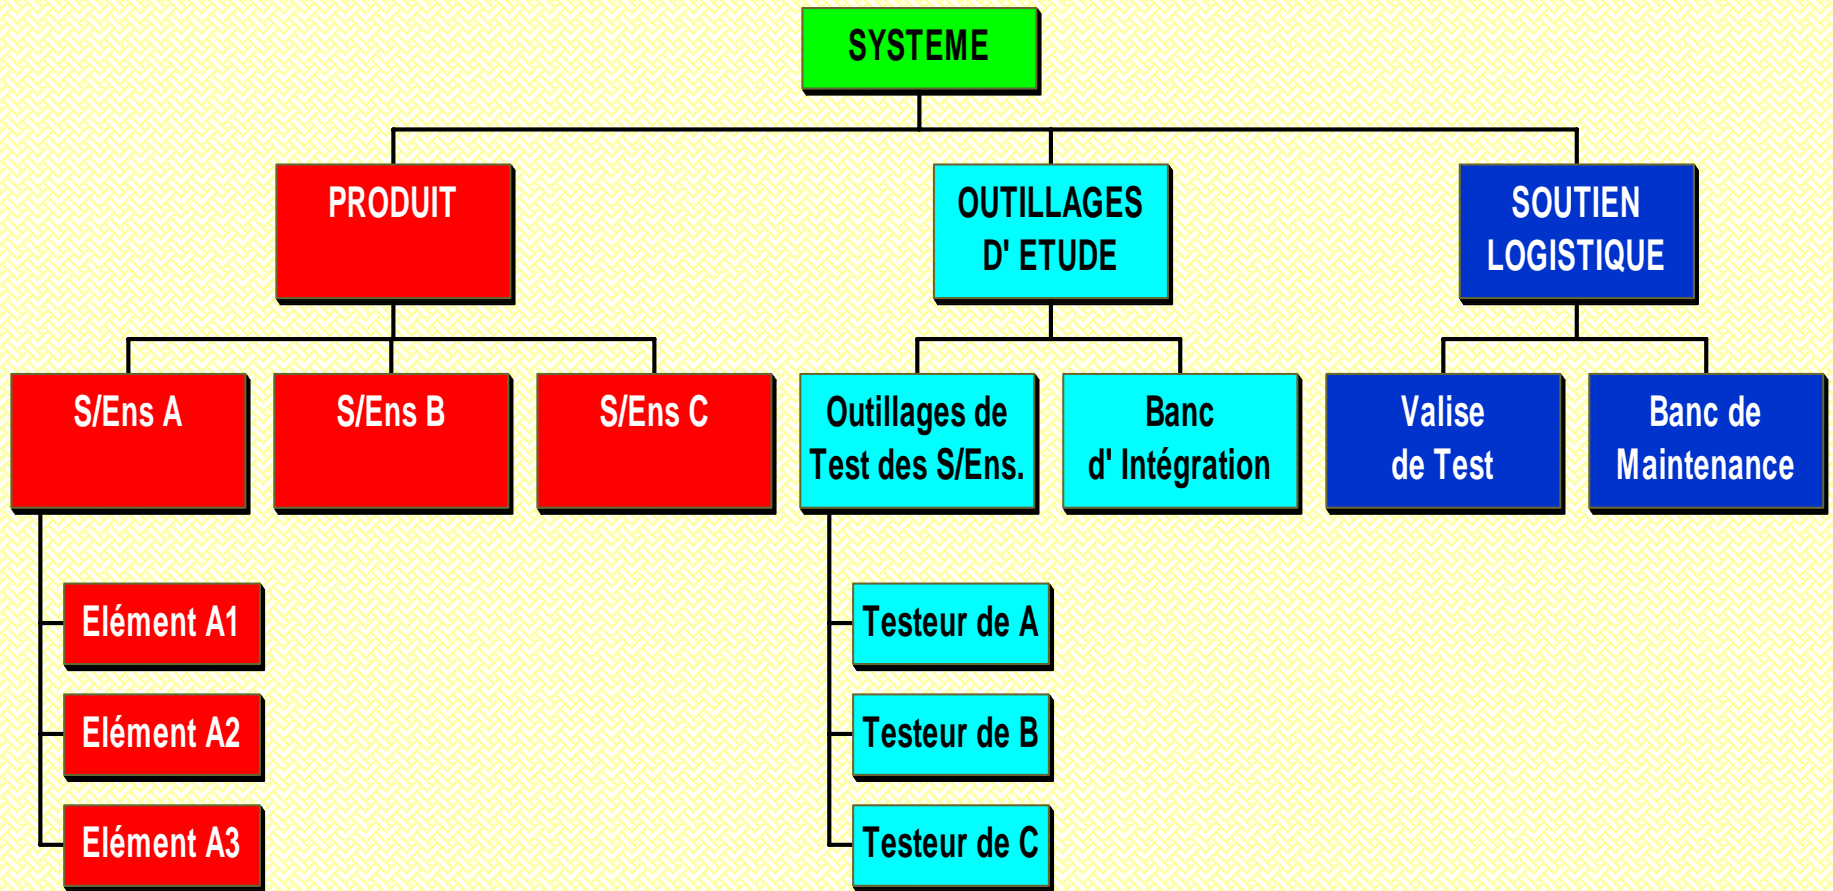 SYSTEME
PRODUIT
OUTILLAGES
D' ETUDE
SOUTIEN
LOGISTIQUE
S/Ens A
S/Ens B
S/Ens C
Outillages de
Test des S/Ens.
Banc
d' Intégration
Valise
de Test
Banc de
Maintenance
Elément A1
Elément A2
Elément A3
Testeur de A
Testeur de B
Testeur de C